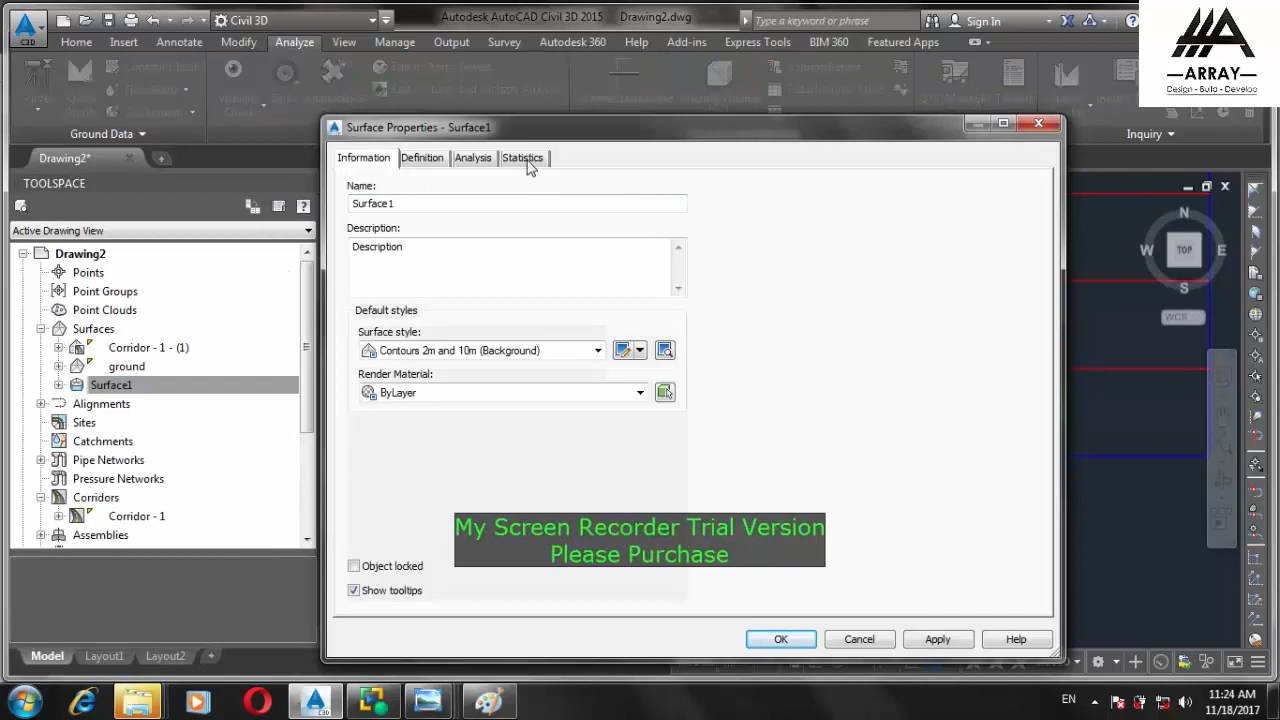 Civil 3D
Autodesk AutoCAD Civil 3D 2015 Drawing2.dwg
Type a keyword or phrase
Sign In
C3D
Home Insert Annotate Modify Analyze View Manage Output Survey Autodesk 360 Help Add-ins Express Tools BIM 360 Featured Apps
ARRAY
Design - Build - Develop
Ground Data
Inquiry
Drawing2*
TOOLSPACE
Active Drawing View
Drawing2
Points
Point Groups
Point Clouds
Surfaces
Corridor - 1 - (1)
ground
Surface1
Alignments
Sites
Catchments
Pipe Networks
Pressure Networks
Corridors
Corridor - 1
Assemblies
Surface Properties - Surface1
Information Definition Analysis Statistics
Name:
Surface1
Description:
Description
Default styles
Surface style:
Contours 2m and 10m (Background)
Render Material:
ByLayer
My Screen Recorder Trial Version
Please Purchase
Object locked
Show tooltips
OK Cancel Apply Help
N
W TOP E
S
WCS
Model Layout1 Layout2 +
EN
11:24 AM
11/18/2017